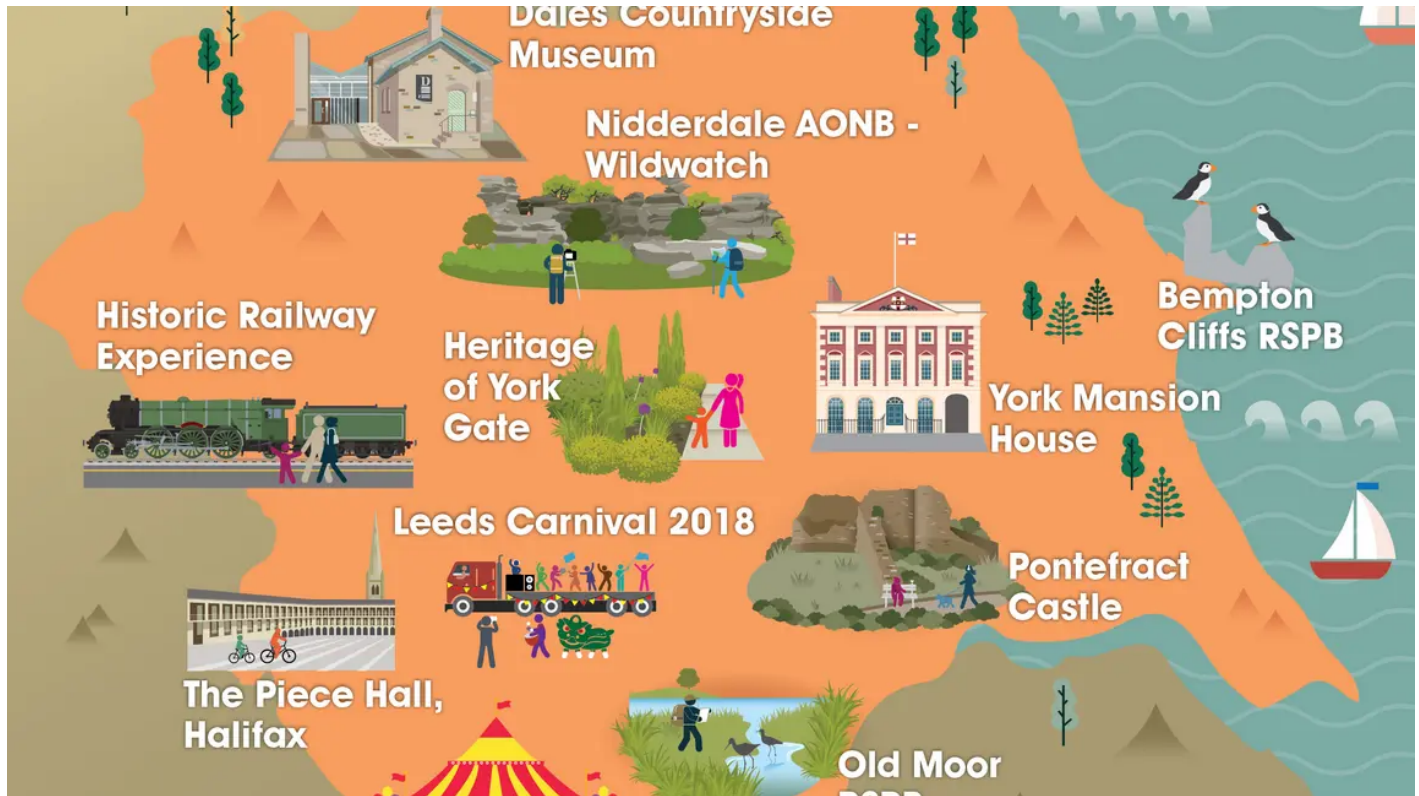 Dales Countryside
Museum
Nidderdale AONB -
Wildwatch
Bempton
Cliffs RSPB
Historic Railway
Experience
Heritage
of York
Gate
York Mansion
House
Leeds Carnival 2018
Pontefract
Castle
The Piece Hall,
Halifax
Old Moor
RSPB